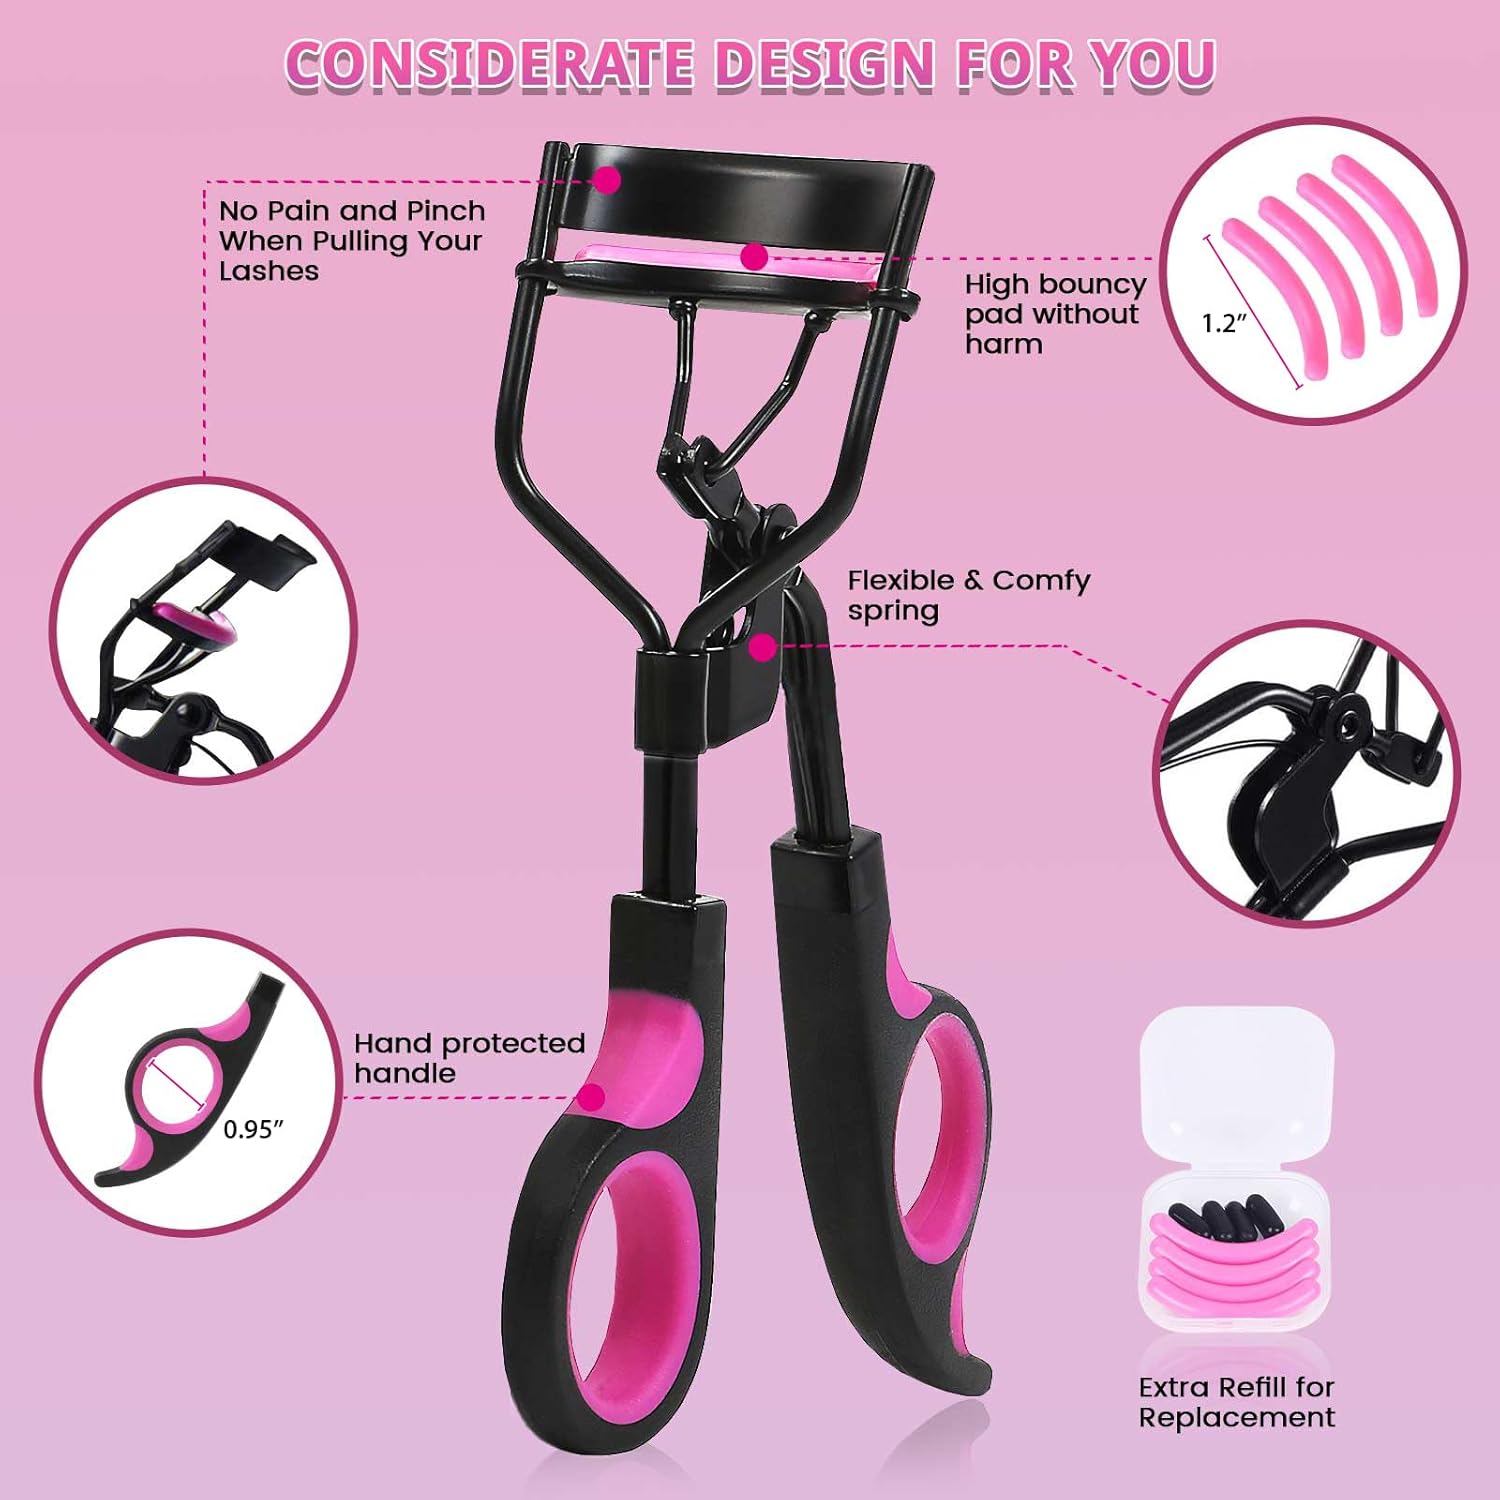 CONSIDERATE DESIGN FOR YOU
No Pain and Pinch
When Pulling Your
Lashes
High bouncy
pad without
harm
1.2"
Flexible & Comfy
spring
Hand protected
handle
0.95"
Extra Refill for
Replacement